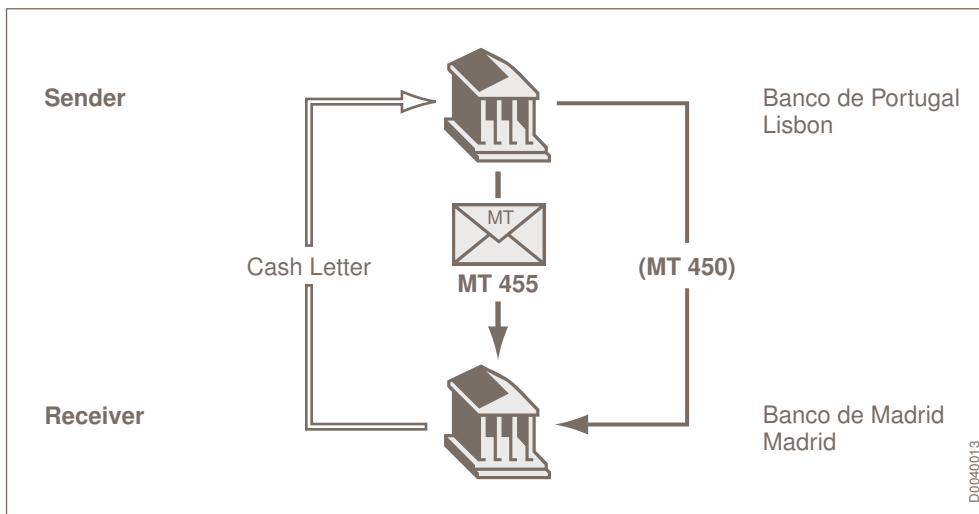 Sender
Banco de Portugal
Lisbon
MT
Cash Letter
MT 455
(MT 450)
Receiver
Banco de Madrid
Madrid
D0040013